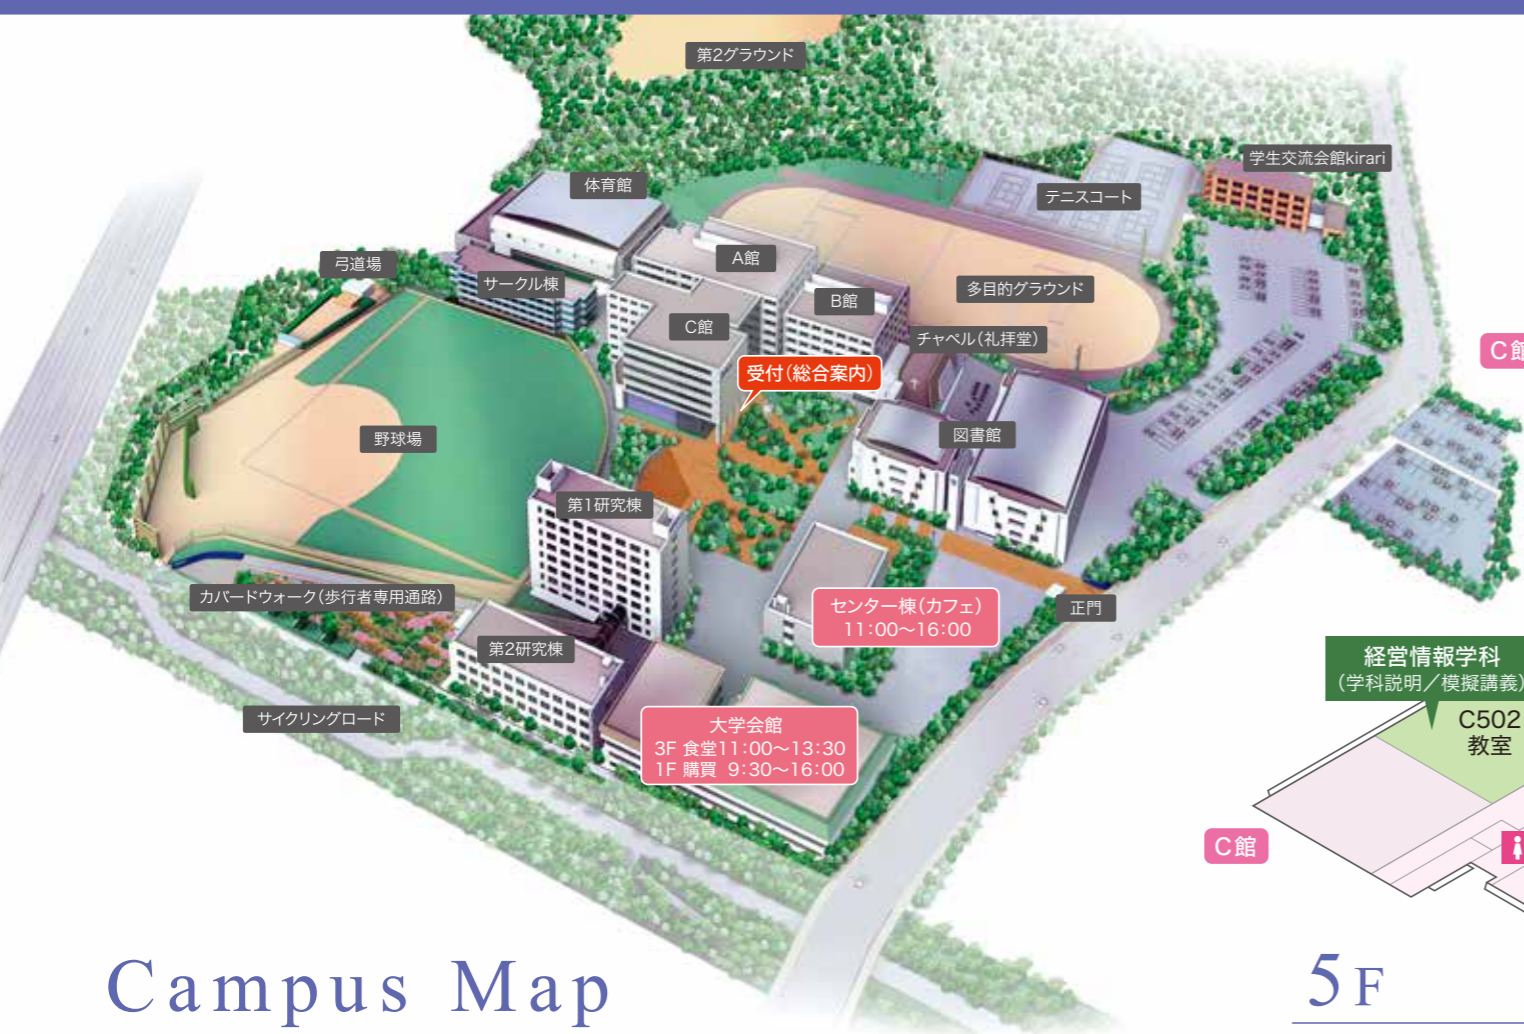 第2グラウンド
学生交流会館kirari
体育館
テニスコート
A館
弓道場
サークル棟
B館
多目的グラウンド
C館
チャペル(礼拝堂)
受付(総合案内)
野球場
図書館
第1研究棟
カバードウォーク(歩行者専用通路)
センター棟(カフェ)
11:00〜16:00
正門
第2研究棟
サイクリングロード
大学会館
3F 食堂11:00〜13:30
1F 購買 9:30〜16:00
Campus Map
C館
経営情報学科
(学科説明/模擬講義)
C502
教室
C館
5F